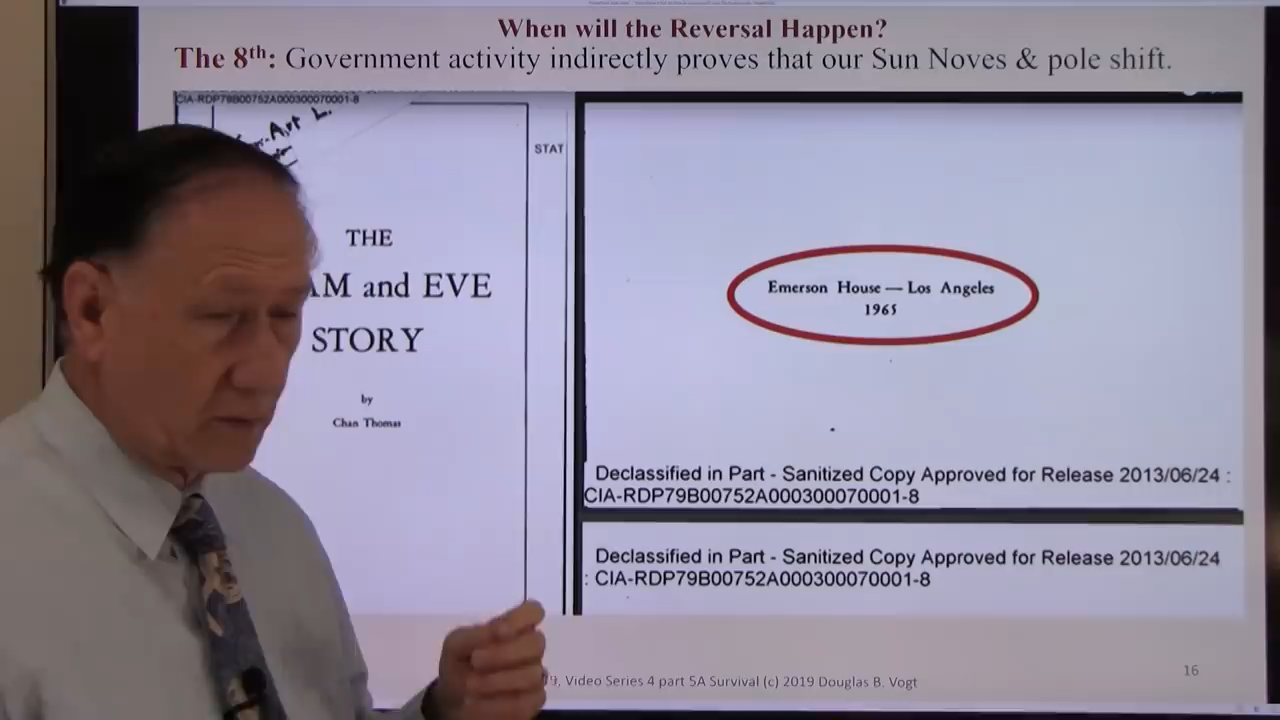 When will the Reversal Happen?
The 8th: Government activity indirectly proves that our Sun Noves & pole shift.
CIA-RDP79B00752A000300070001-8
Art L.
STAT
THE
AM and EVE
STORY
by
Chan Thomas
Emerson House — Los Angeles
1965
Declassified in Part - Sanitized Copy Approved for Release 2013/06/24 :
CIA-RDP79B00752A000300070001-8
Declassified in Part - Sanitized Copy Approved for Release 2013/06/24
: CIA-RDP79B00752A000300070001-8
9, Video Series 4 part 5A Survival (c) 2019 Douglas B. Vogt
16